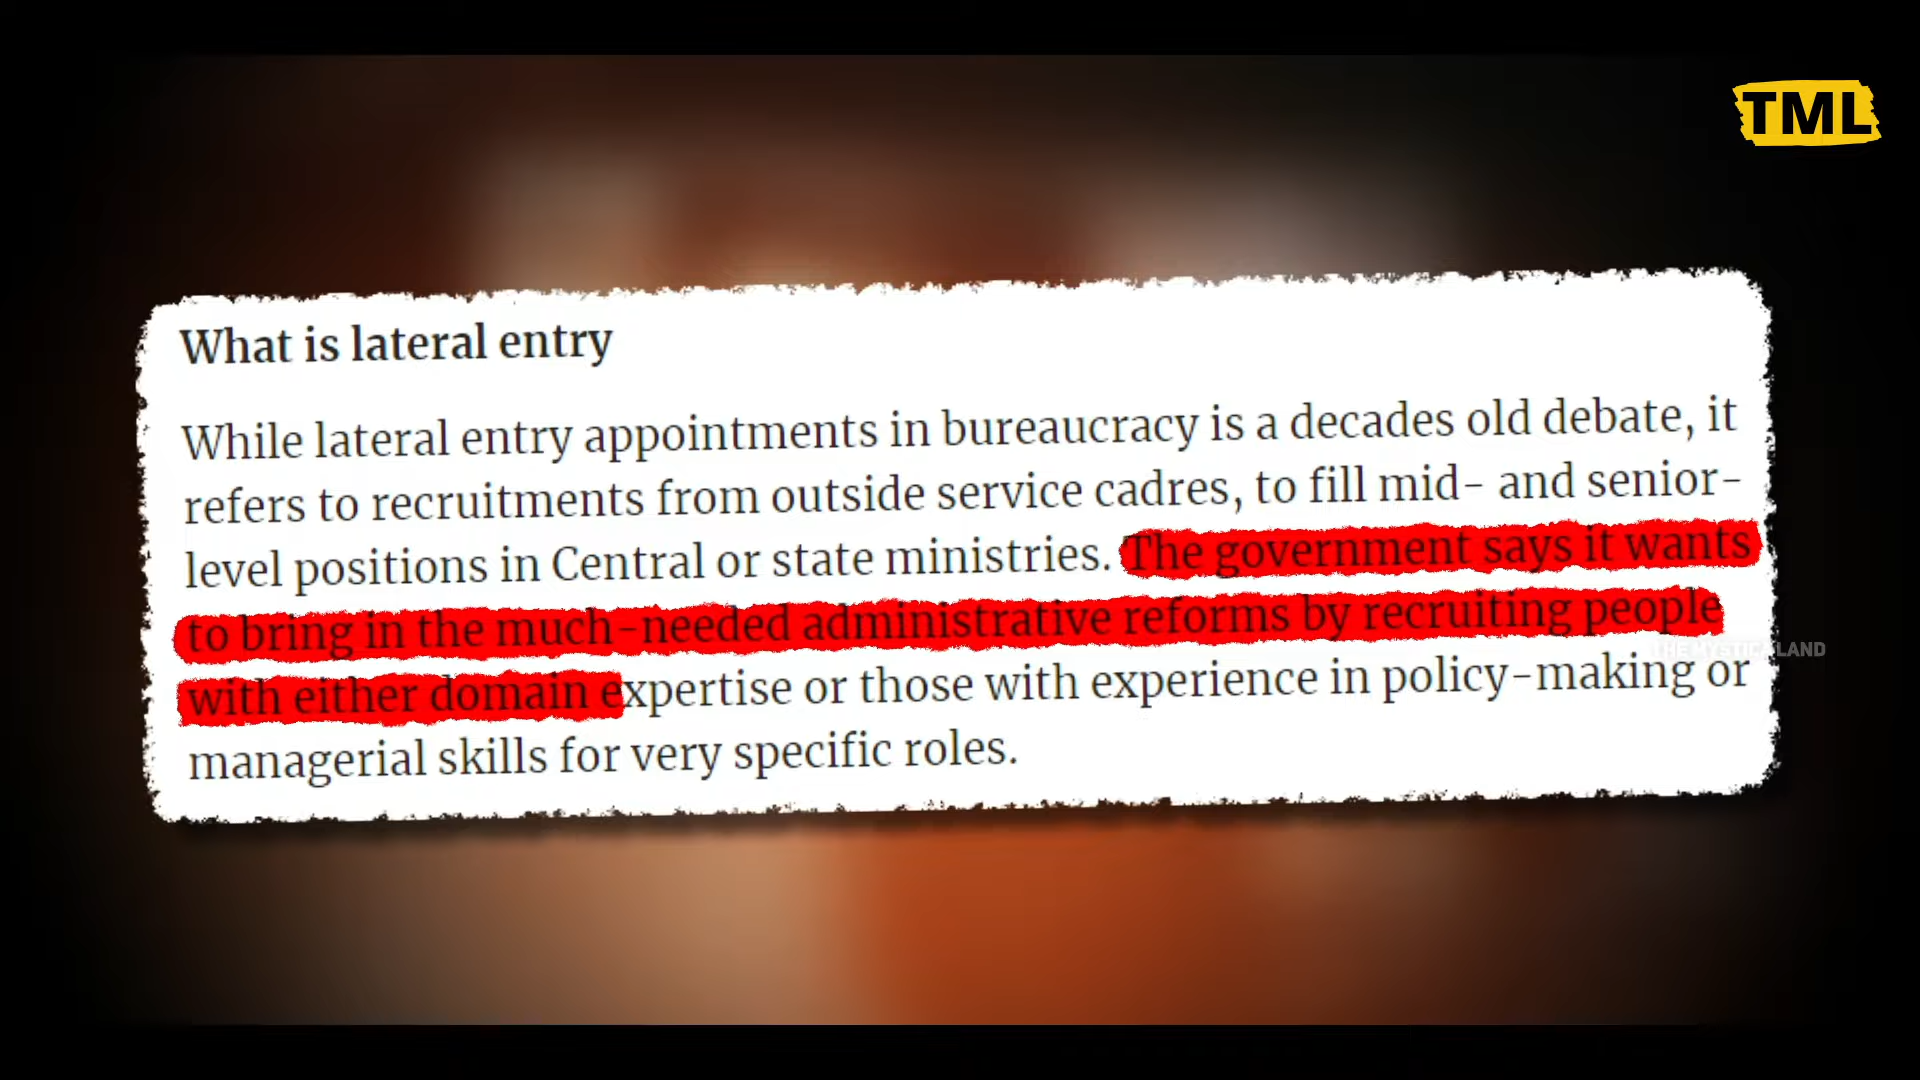 TML
What is lateral entry
While lateral entry appointments in bureaucracy is a decades old debate, it
refers to recruitments from outside service cadres, to fill mid- and senior-
level positions in Central or state ministries. The government says it wants
to bring in the much-needed administrative reforms by recruiting people
with either domain expertise or those with experience in policy-making or
managerial skills for very specific roles.
THE MYSTICA LAND